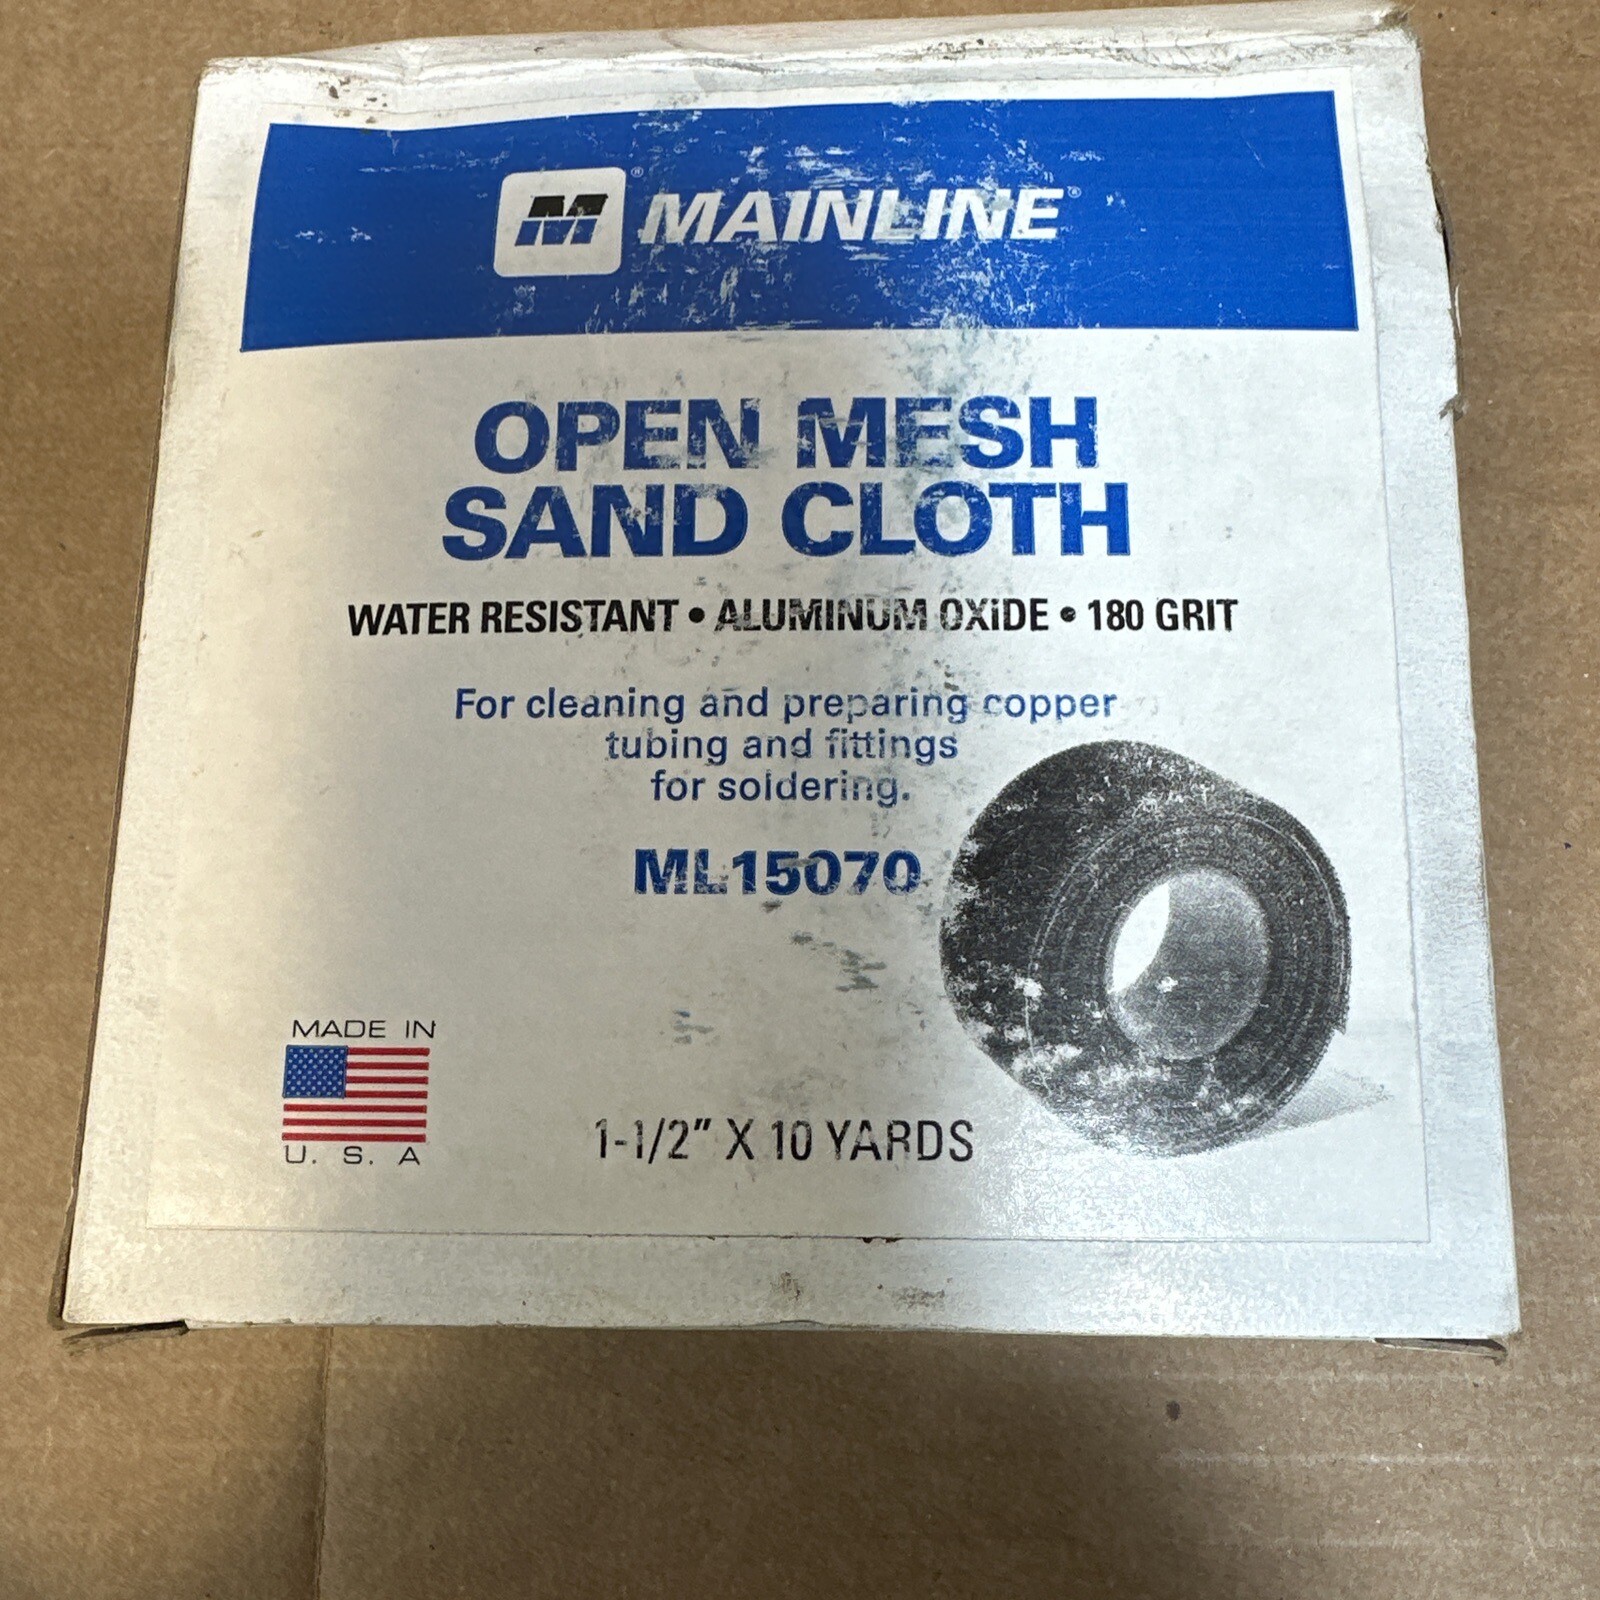 M® MAINLINE®
OPEN MESH
SAND CLOTH
WATER RESISTANT • ALUMINUM OXiDE • 180 GRIT
For cleaning and preparing copper
tubing and fittings
for soldering.
ML15070
MADE IN
U. S. A
1-1/2" X 10 YARDS